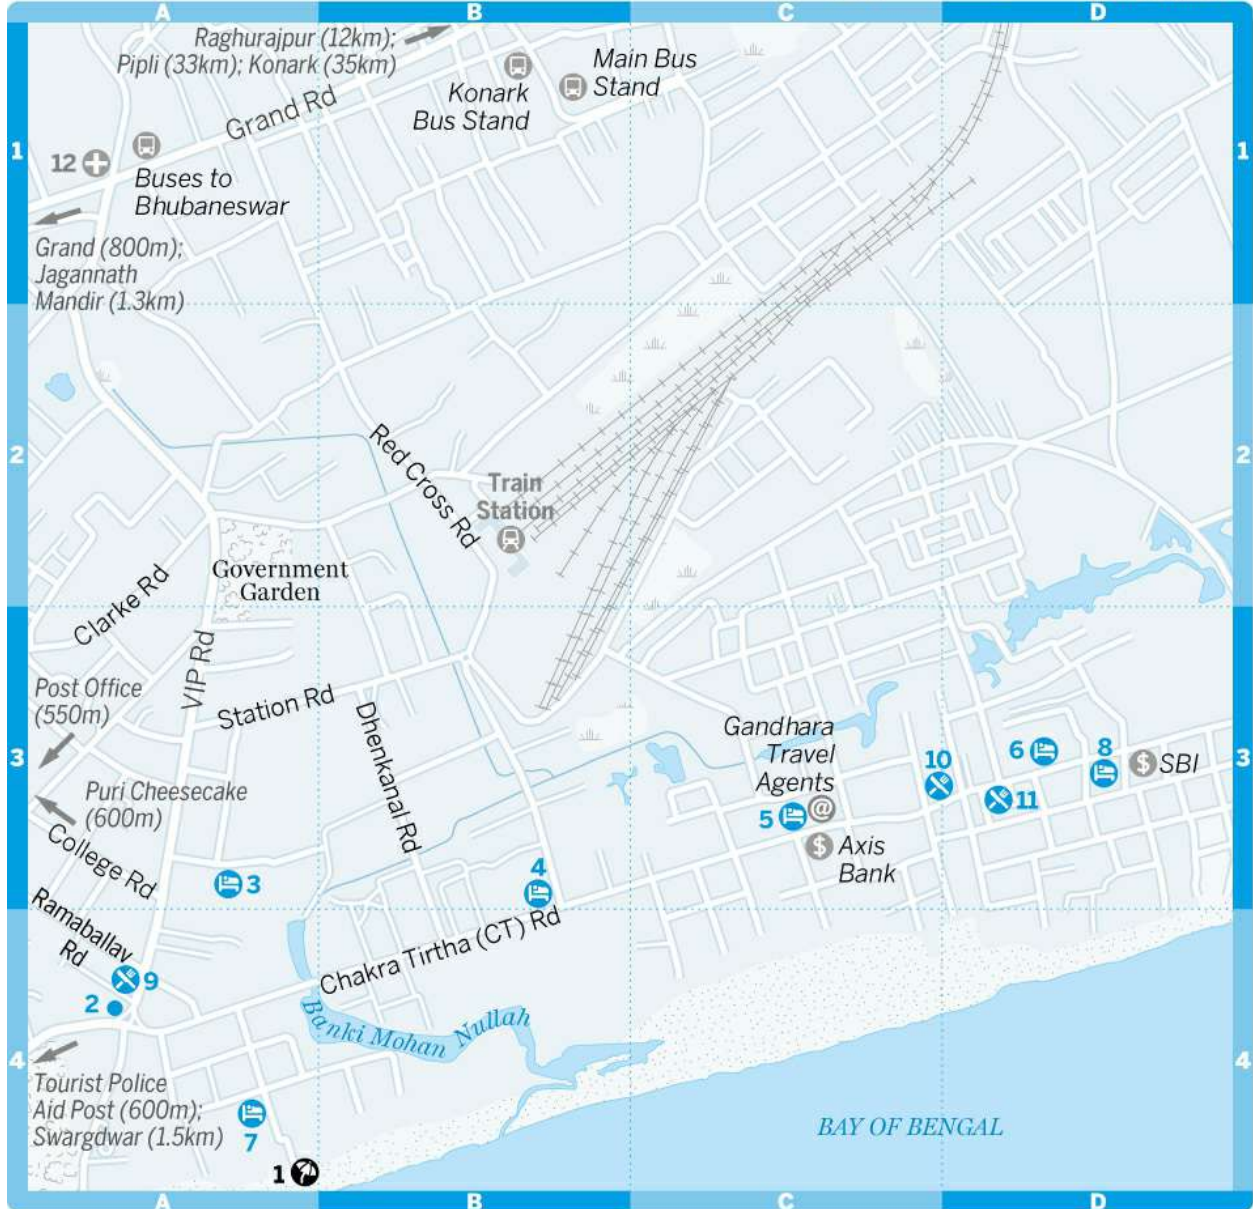 A
B
C
D
Raghurajpur (12km);
Pipli (33km); Konark (35km)
Main Bus
Stand
Konark
Bus Stand
Grand Rd
1
1
12
Buses to
Bhubaneswar
Grand (800m);
Jagannath
Mandir (1.3km)
Red Cross Rd
2
2
Train
Station
Government
Garden
Clarke Rd
VIP Rd
Post Office
(550m)
Station Rd
Dhenkanal Rd
Gandhara
Travel
Agents
3
3
10
6
8
$ SBI
Puri Cheesecake
(600m)
11
5
@
College Rd
$ Axis
Bank
3
4
Ramaballav
Rd
Chakra Tirtha (CT) Rd
9
2
Banki Mohan Nullah
4
4
Tourist Police
Aid Post (600m);
Swargdwar (1.5km)
7
BAY OF BENGAL
1
A
B
C
D